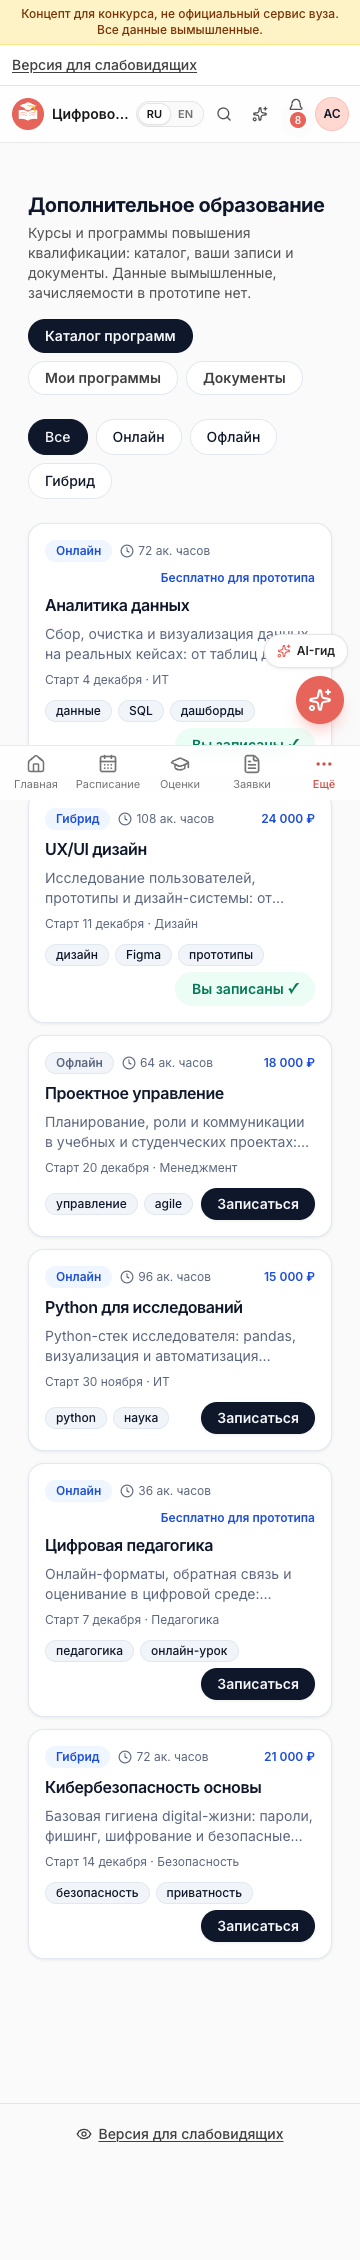 Концепт для конкурса, не официальный сервис вуза.
Все данные вымышленные.
Версия для слабовидящих
Цифрово...
RU EN
8
АС
Дополнительное образование
Курсы и программы повышения
квалификации: каталог, ваши записи и
документы. Данные вымышленные,
зачисляемости в прототипе нет.
Каталог программ
Мои программы Документы
Все Онлайн Офлайн
Гибрид
Онлайн 72 ак. часов
Бесплатно для прототипа
Аналитика данных
Сбор, очистка и визуализация данных
на реальных кейсах: от таблиц
AI-гид
Старт 4 декабря · ИТ
данные SQL дашборды
Вы записаны ✓
Главная Расписание Оценки Заявки Ещё
Гибрид 108 ак. часов 24 000 ₽
UX/UI дизайн
Исследование пользователей,
прототипы и дизайн-системы: от...
Старт 11 декабря · Дизайн
дизайн Figma прототипы
Вы записаны ✓
Офлайн 64 ак. часов 18 000 ₽
Проектное управление
Планирование, роли и коммуникации
в учебных и студенческих проектах:...
Старт 20 декабря · Менеджмент
управление agile Записаться
Онлайн 96 ак. часов 15 000 ₽
Python для исследований
Python-стек исследователя: pandas,
визуализация и автоматизация...
Старт 30 ноября · ИТ
python наука Записаться
Онлайн 36 ак. часов
Бесплатно для прототипа
Цифровая педагогика
Онлайн-форматы, обратная связь и
оценивание в цифровой среде:...
Старт 7 декабря · Педагогика
педагогика онлайн-урок
Записаться
Гибрид 72 ак. часов 21 000 ₽
Кибербезопасность основы
Базовая гигиена digital-жизни: пароли,
фишинг, шифрование и безопасные...
Старт 14 декабря · Безопасность
безопасность приватность
Записаться
Версия для слабовидящих